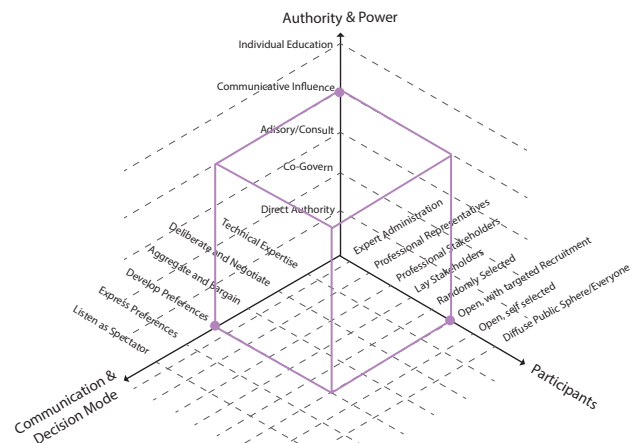 Authority & Power
Individual Education
Communicative Influence
Adisory/Consult
Co-Govern
Direct Authority
Technical Expertise
Deliberate and Negotiate
Aggregate and Bargain
Develop Preferences
Express Preferences
Listen as Spectator
Communication &
Decision Mode
Expert Administration
Professional Representatives
Professional Stakeholders
Lay Stakeholders
Randomly Selected
Open, with targeted Recruitment
Open, self selected
Diffuse Public Sphere/Everyone
Participants